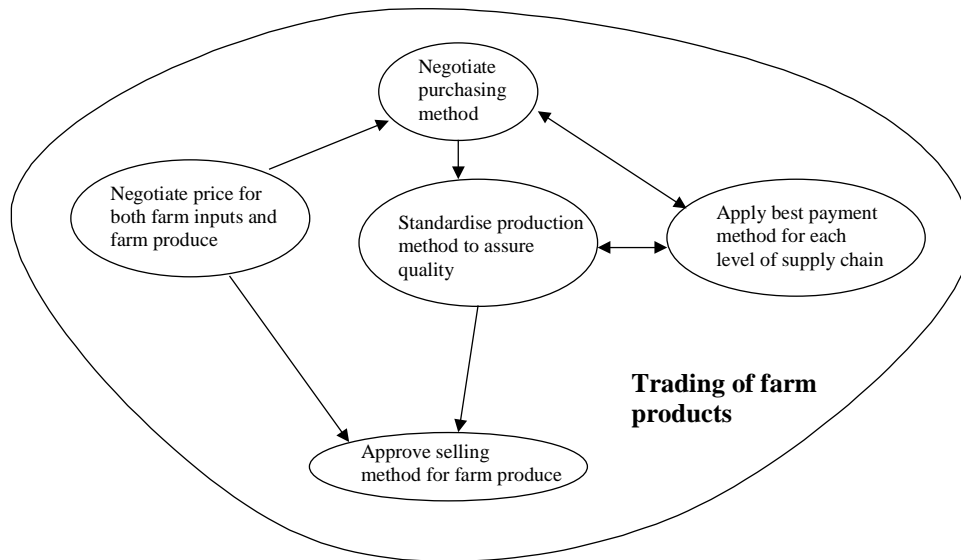 Negotiate
purchasing
method
Negotiate price for
both farm inputs and
farm produce
Standardise production
method to assure
quality
Apply best payment
method for each
level of supply chain
Trading of farm
products
Approve selling
method for farm produce